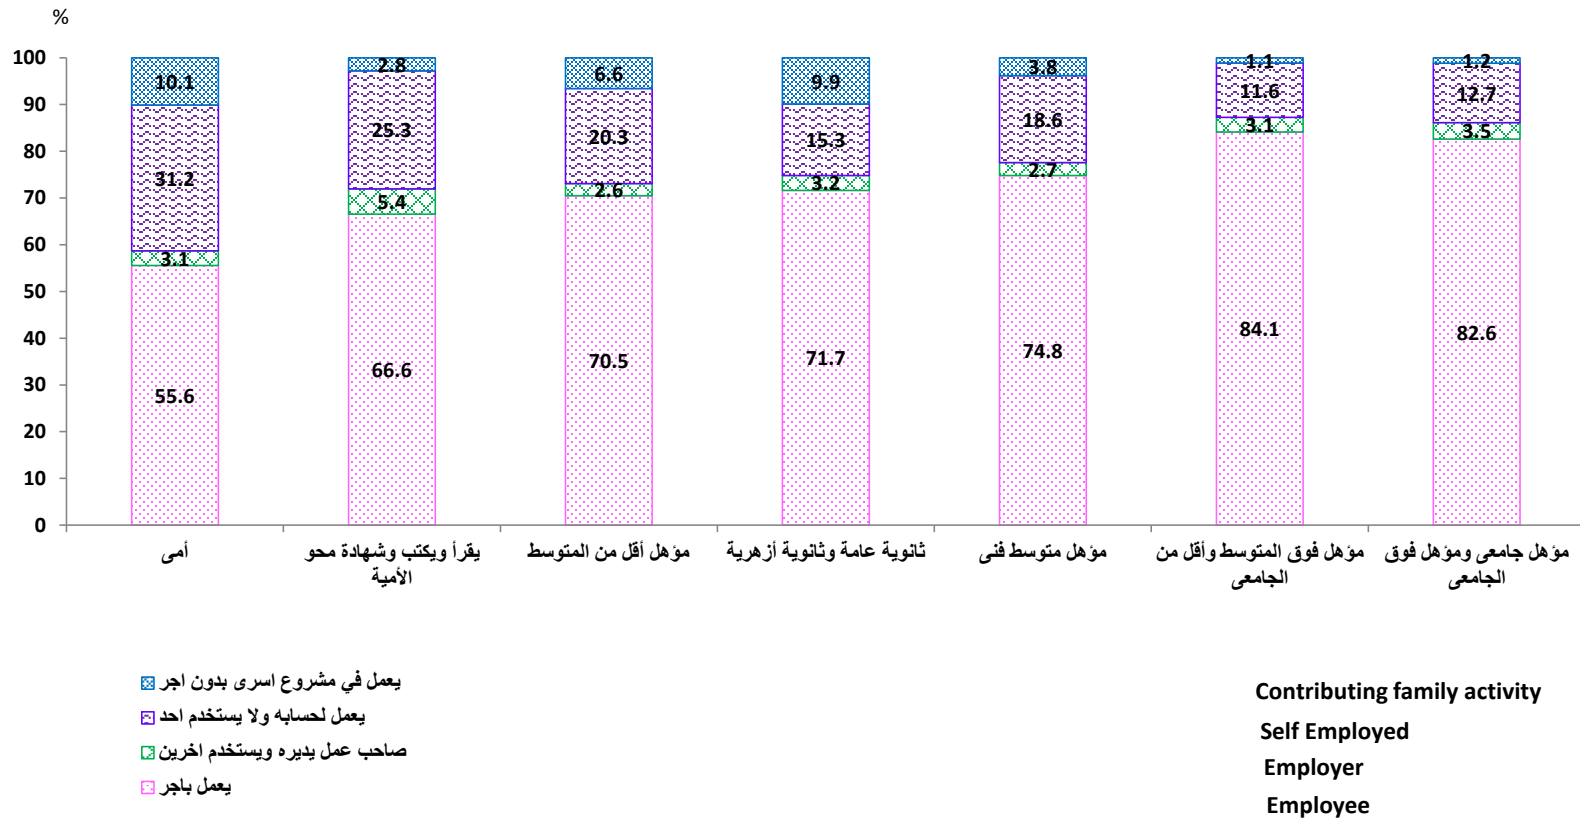 %
100
90
80
70
60
50
40
30
20
10
0
10.1
31.2
3.1
55.6
2.8
25.3
5.4
66.6
6.6
20.3
2.6
70.5
9.9
15.3
3.2
71.7
3.8
18.6
2.7
74.8
1.1
11.6
3.1
84.1
1.2
12.7
3.5
82.6
أمى
يقرأ ويكتب وشهادة محو
الأمية
مؤهل أقل من المتوسط
ثانوية عامة وثانوية أزهرية
مؤهل متوسط فنى
مؤهل فوق المتوسط وأقل من
الجامعى
مؤهل جامعى ومؤهل فوق
الجامعى
يعمل في مشروع اسرى بدون اجر
يعمل لحسابه ولا يستخدم احد
صاحب عمل يديره ويستخدم اخرين
يعمل باجر
Contributing family activity
Self Employed
Employer
Employee